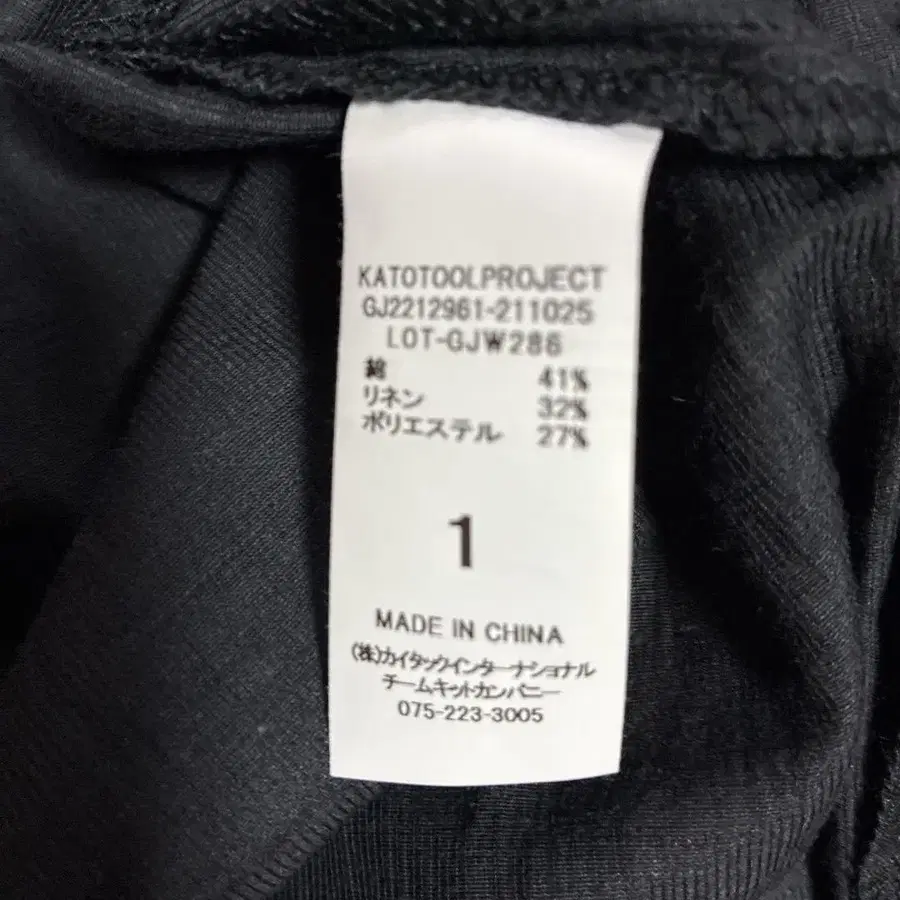 KATOTOOLPROJECT
GJ2212961-211025
LOT-GJW286
綿 41%
リネン 32%
ポリエステル 27%
1
MADE IN CHINA
(株)カイタックインターナショナル
チームキットカンパニー
075-223-3005